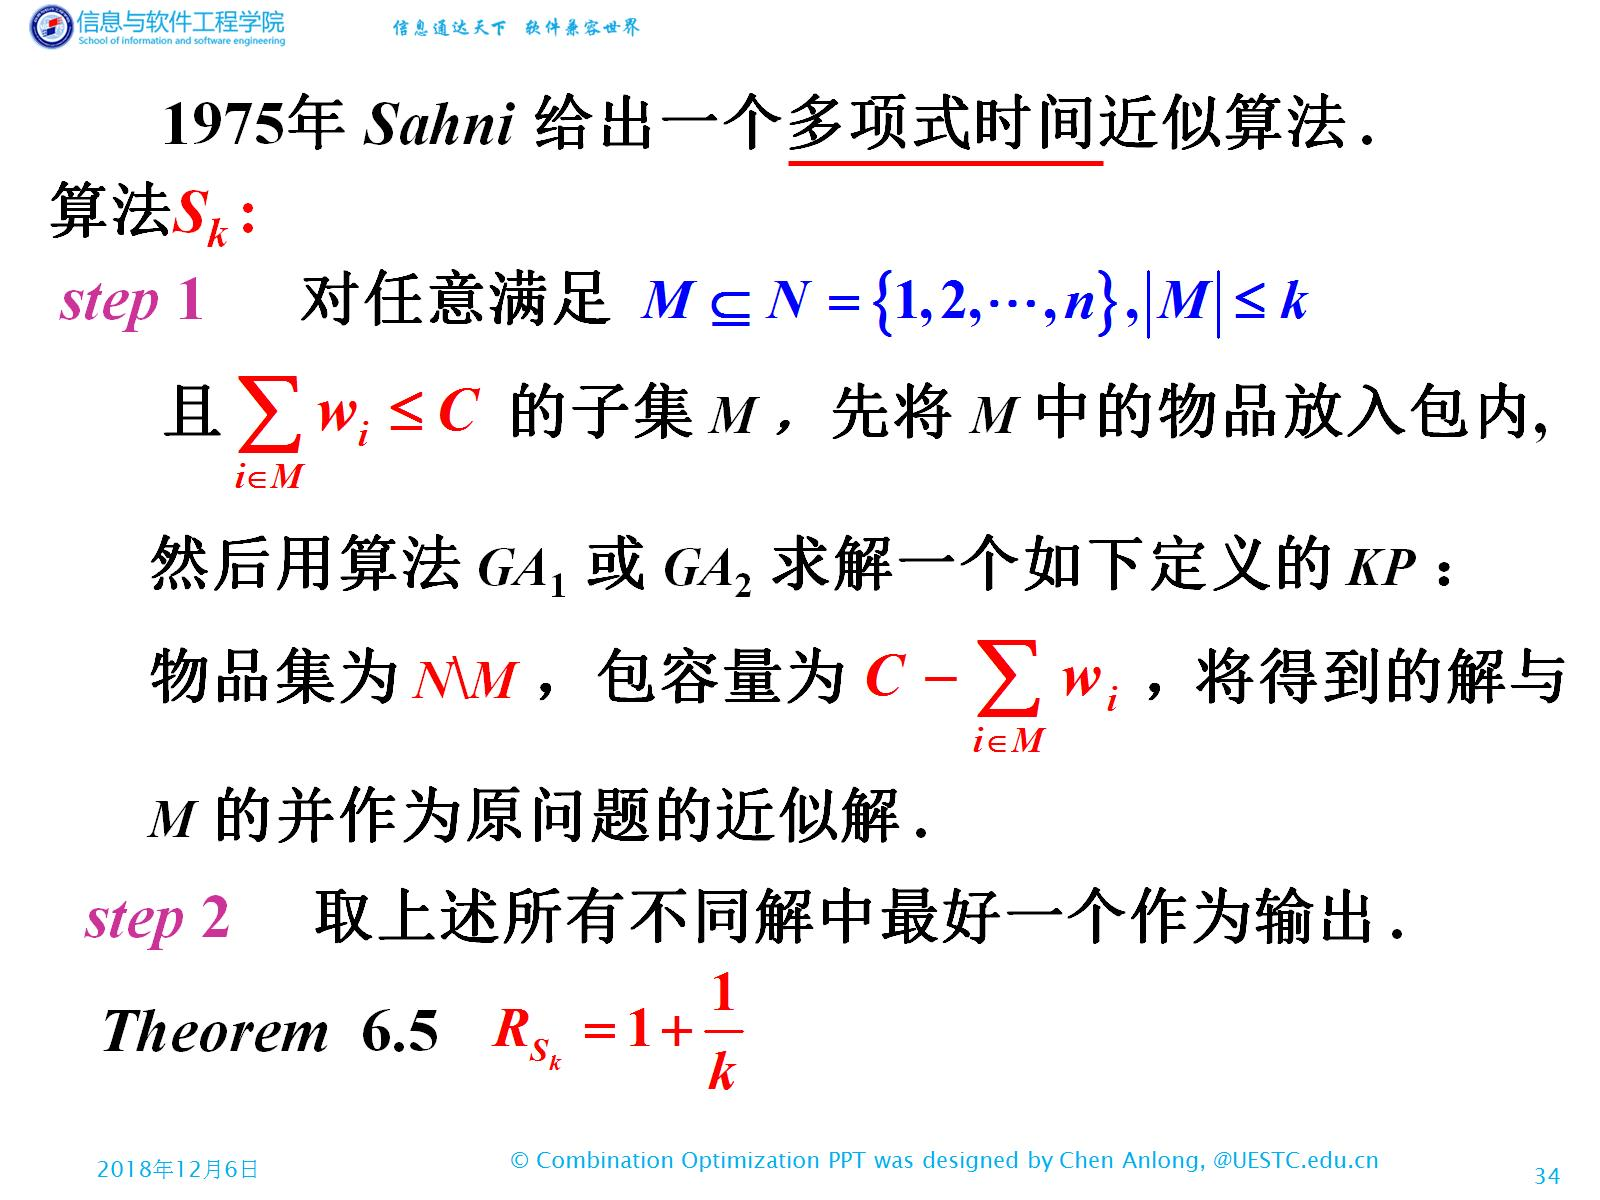 信息与软件工程学院
School of information and software engineering
信息通达天下 软件兼容世界
1975年 Sahni 给出一个多项式时间近似算法.
算法Sₖ:
step 1 对任意满足 M ⊆ N = {1,2,⋯,n},|M| ≤ k
且 ∑_{i∈M} wᵢ ≤ C 的子集 M ，先将 M 中的物品放入包内,
然后用算法 GA₁ 或 GA₂ 求解一个如下定义的 KP ：
物品集为 N\M ，包容量为 C − ∑_{i∈M} wᵢ ，将得到的解与
M 的并作为原问题的近似解.
step 2 取上述所有不同解中最好一个作为输出.
Theorem 6.5 R_{Sₖ} = 1 + 1/k
2018年12月6日
© Combination Optimization PPT was designed by Chen Anlong, @UESTC.edu.cn
34